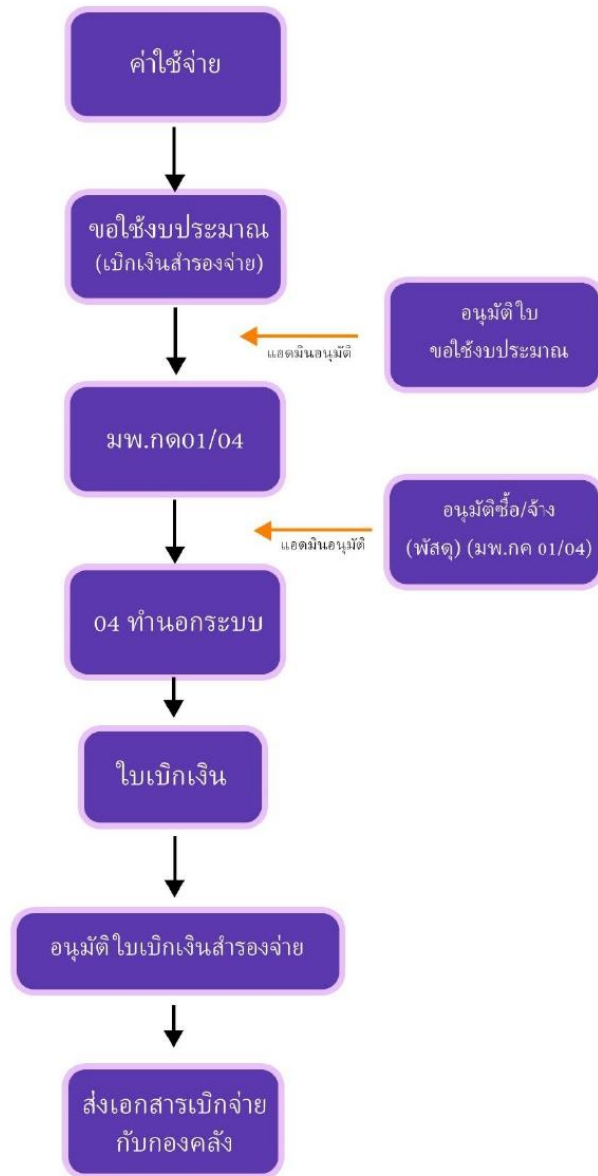 ค่าใช้จ่าย
ขอใช้งบประมาณ
(เบิกเงินสำรองจ่าย)
อนุมัติใบ
ขอใช้งบประมาณ
แอดมินอนุมัติ
มพ.กค01/04
อนุมัติซื้อ/จ้าง
(พัสดุ) (มพ.กค 01/04)
แอดมินอนุมัติ
04 ทำนอกระบบ
ใบเบิกเงิน
อนุมัติใบเบิกเงินสำรองจ่าย
ส่งเอกสารเบิกจ่าย
กับกองคลัง